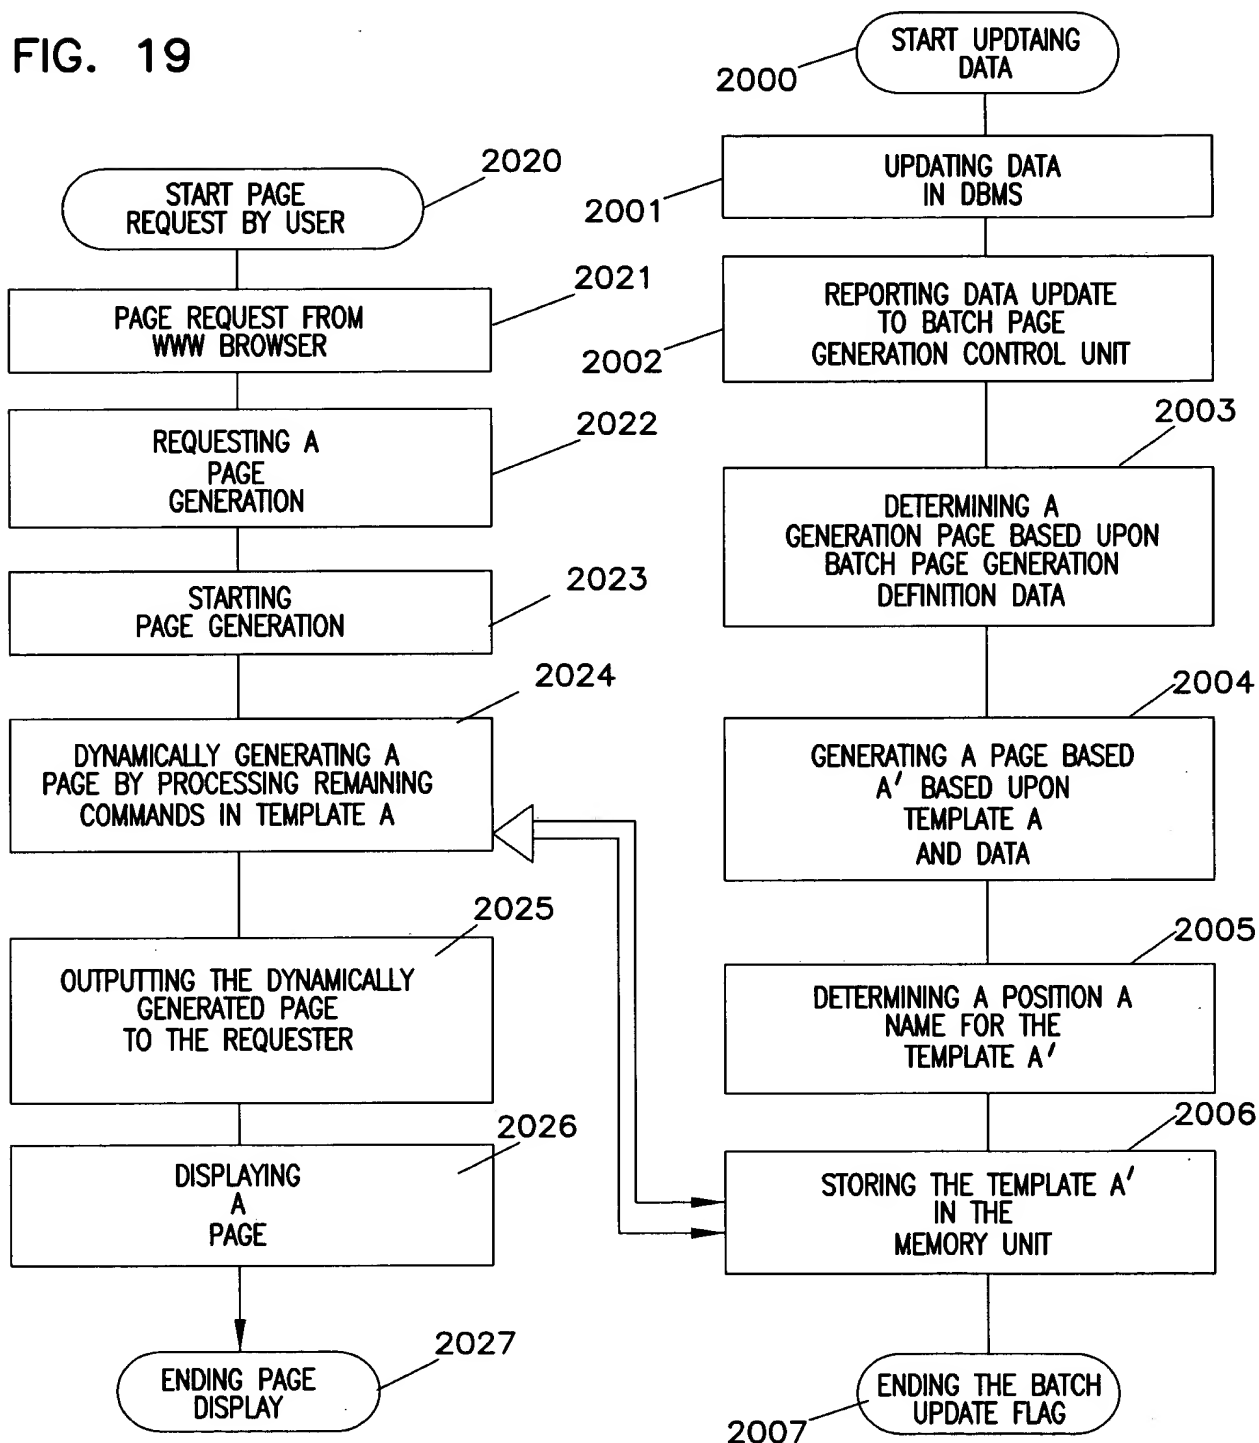 FIG. 19
START PAGE
REQUEST BY USER
2020
PAGE REQUEST FROM
WWW BROWSER
2021
REQUESTING A
PAGE
GENERATION
2022
STARTING
PAGE GENERATION
2023
DYNAMICALLY GENERATING A
PAGE BY PROCESSING REMAINING
COMMANDS IN TEMPLATE A
2024
OUTPUTTING THE DYNAMICALLY
GENERATED PAGE
TO THE REQUESTER
2025
DISPLAYING
A
PAGE
2026
ENDING PAGE
DISPLAY
2027
START UPDTAING
DATA
2000
UPDATING DATA
IN DBMS
2001
REPORTING DATA UPDATE
TO BATCH PAGE
GENERATION CONTROL UNIT
2002
2003
DETERMINING A
GENERATION PAGE BASED UPON
BATCH PAGE GENERATION
DEFINITION DATA
2004
GENERATING A PAGE BASED
A' BASED UPON
TEMPLATE A
AND DATA
2005
DETERMINING A POSITION A
NAME FOR THE
TEMPLATE A'
2006
STORING THE TEMPLATE A'
IN THE
MEMORY UNIT
ENDING THE BATCH
UPDATE FLAG
2007